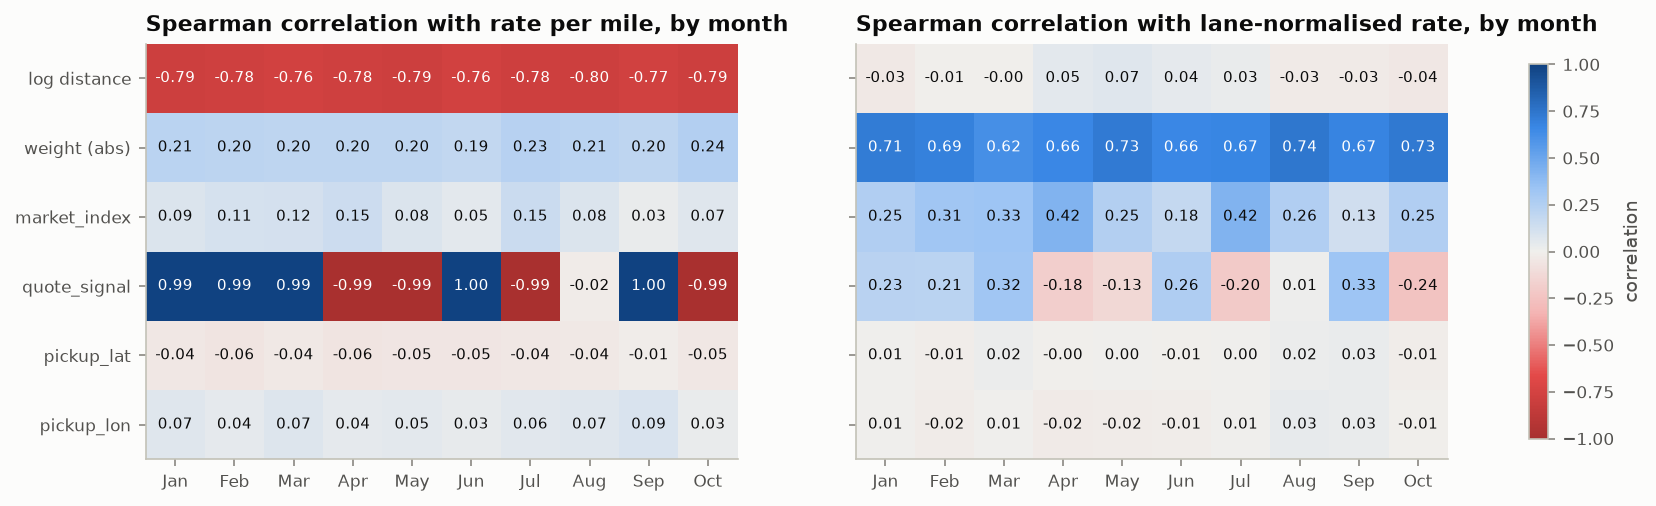 Spearman correlation with rate per mile, by month
log distance -0.79 -0.78 -0.76 -0.78 -0.79 -0.76 -0.78 -0.80 -0.77 -0.79
weight (abs) 0.21 0.20 0.20 0.20 0.20 0.19 0.23 0.21 0.20 0.24
market_index 0.09 0.11 0.12 0.15 0.08 0.05 0.15 0.08 0.03 0.07
quote_signal 0.99 0.99 0.99 -0.99 -0.99 1.00 -0.99 -0.02 1.00 -0.99
pickup_lat -0.04 -0.06 -0.04 -0.06 -0.05 -0.05 -0.04 -0.04 -0.01 -0.05
pickup_lon 0.07 0.04 0.07 0.04 0.05 0.03 0.06 0.07 0.09 0.03
Jan Feb Mar Apr May Jun Jul Aug Sep Oct
Spearman correlation with lane-normalised rate, by month
-0.03 -0.01 -0.00 0.05 0.07 0.04 0.03 -0.03 -0.03 -0.04
0.71 0.69 0.62 0.66 0.73 0.66 0.67 0.74 0.67 0.73
0.25 0.31 0.33 0.42 0.25 0.18 0.42 0.26 0.13 0.25
0.23 0.21 0.32 -0.18 -0.13 0.26 -0.20 0.01 0.33 -0.24
0.01 -0.01 0.02 -0.00 0.00 -0.01 0.00 0.02 0.03 -0.01
0.01 -0.02 0.01 -0.02 -0.02 -0.01 0.01 0.03 0.03 -0.01
Jan Feb Mar Apr May Jun Jul Aug Sep Oct
1.00
0.75
0.50
0.25
0.00
−0.25
−0.50
−0.75
−1.00
correlation